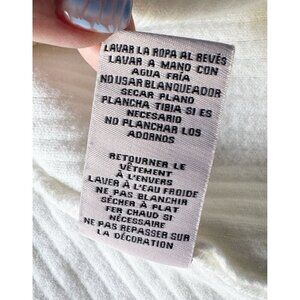 LAVAR LA ROPA AL REVÉS
LAVAR A MANO CON
AGUA FRÍA
NO USAR BLANQUEADOR
SECAR PLANO
PLANCHA TIBIA SI ES
NECESARIO
NO PLANCHAR LOS
ADORNOS
RETOURNER LE
VÊTEMENT
À L'ENVERS
LAVER À L'EAU FROIDE
NE PAS BLANCHIR
SÉCHER À PLAT
FER CHAUD SI
NÉCESSAIRE
NE PAS REPASSER SUR
LA DÉCORATION